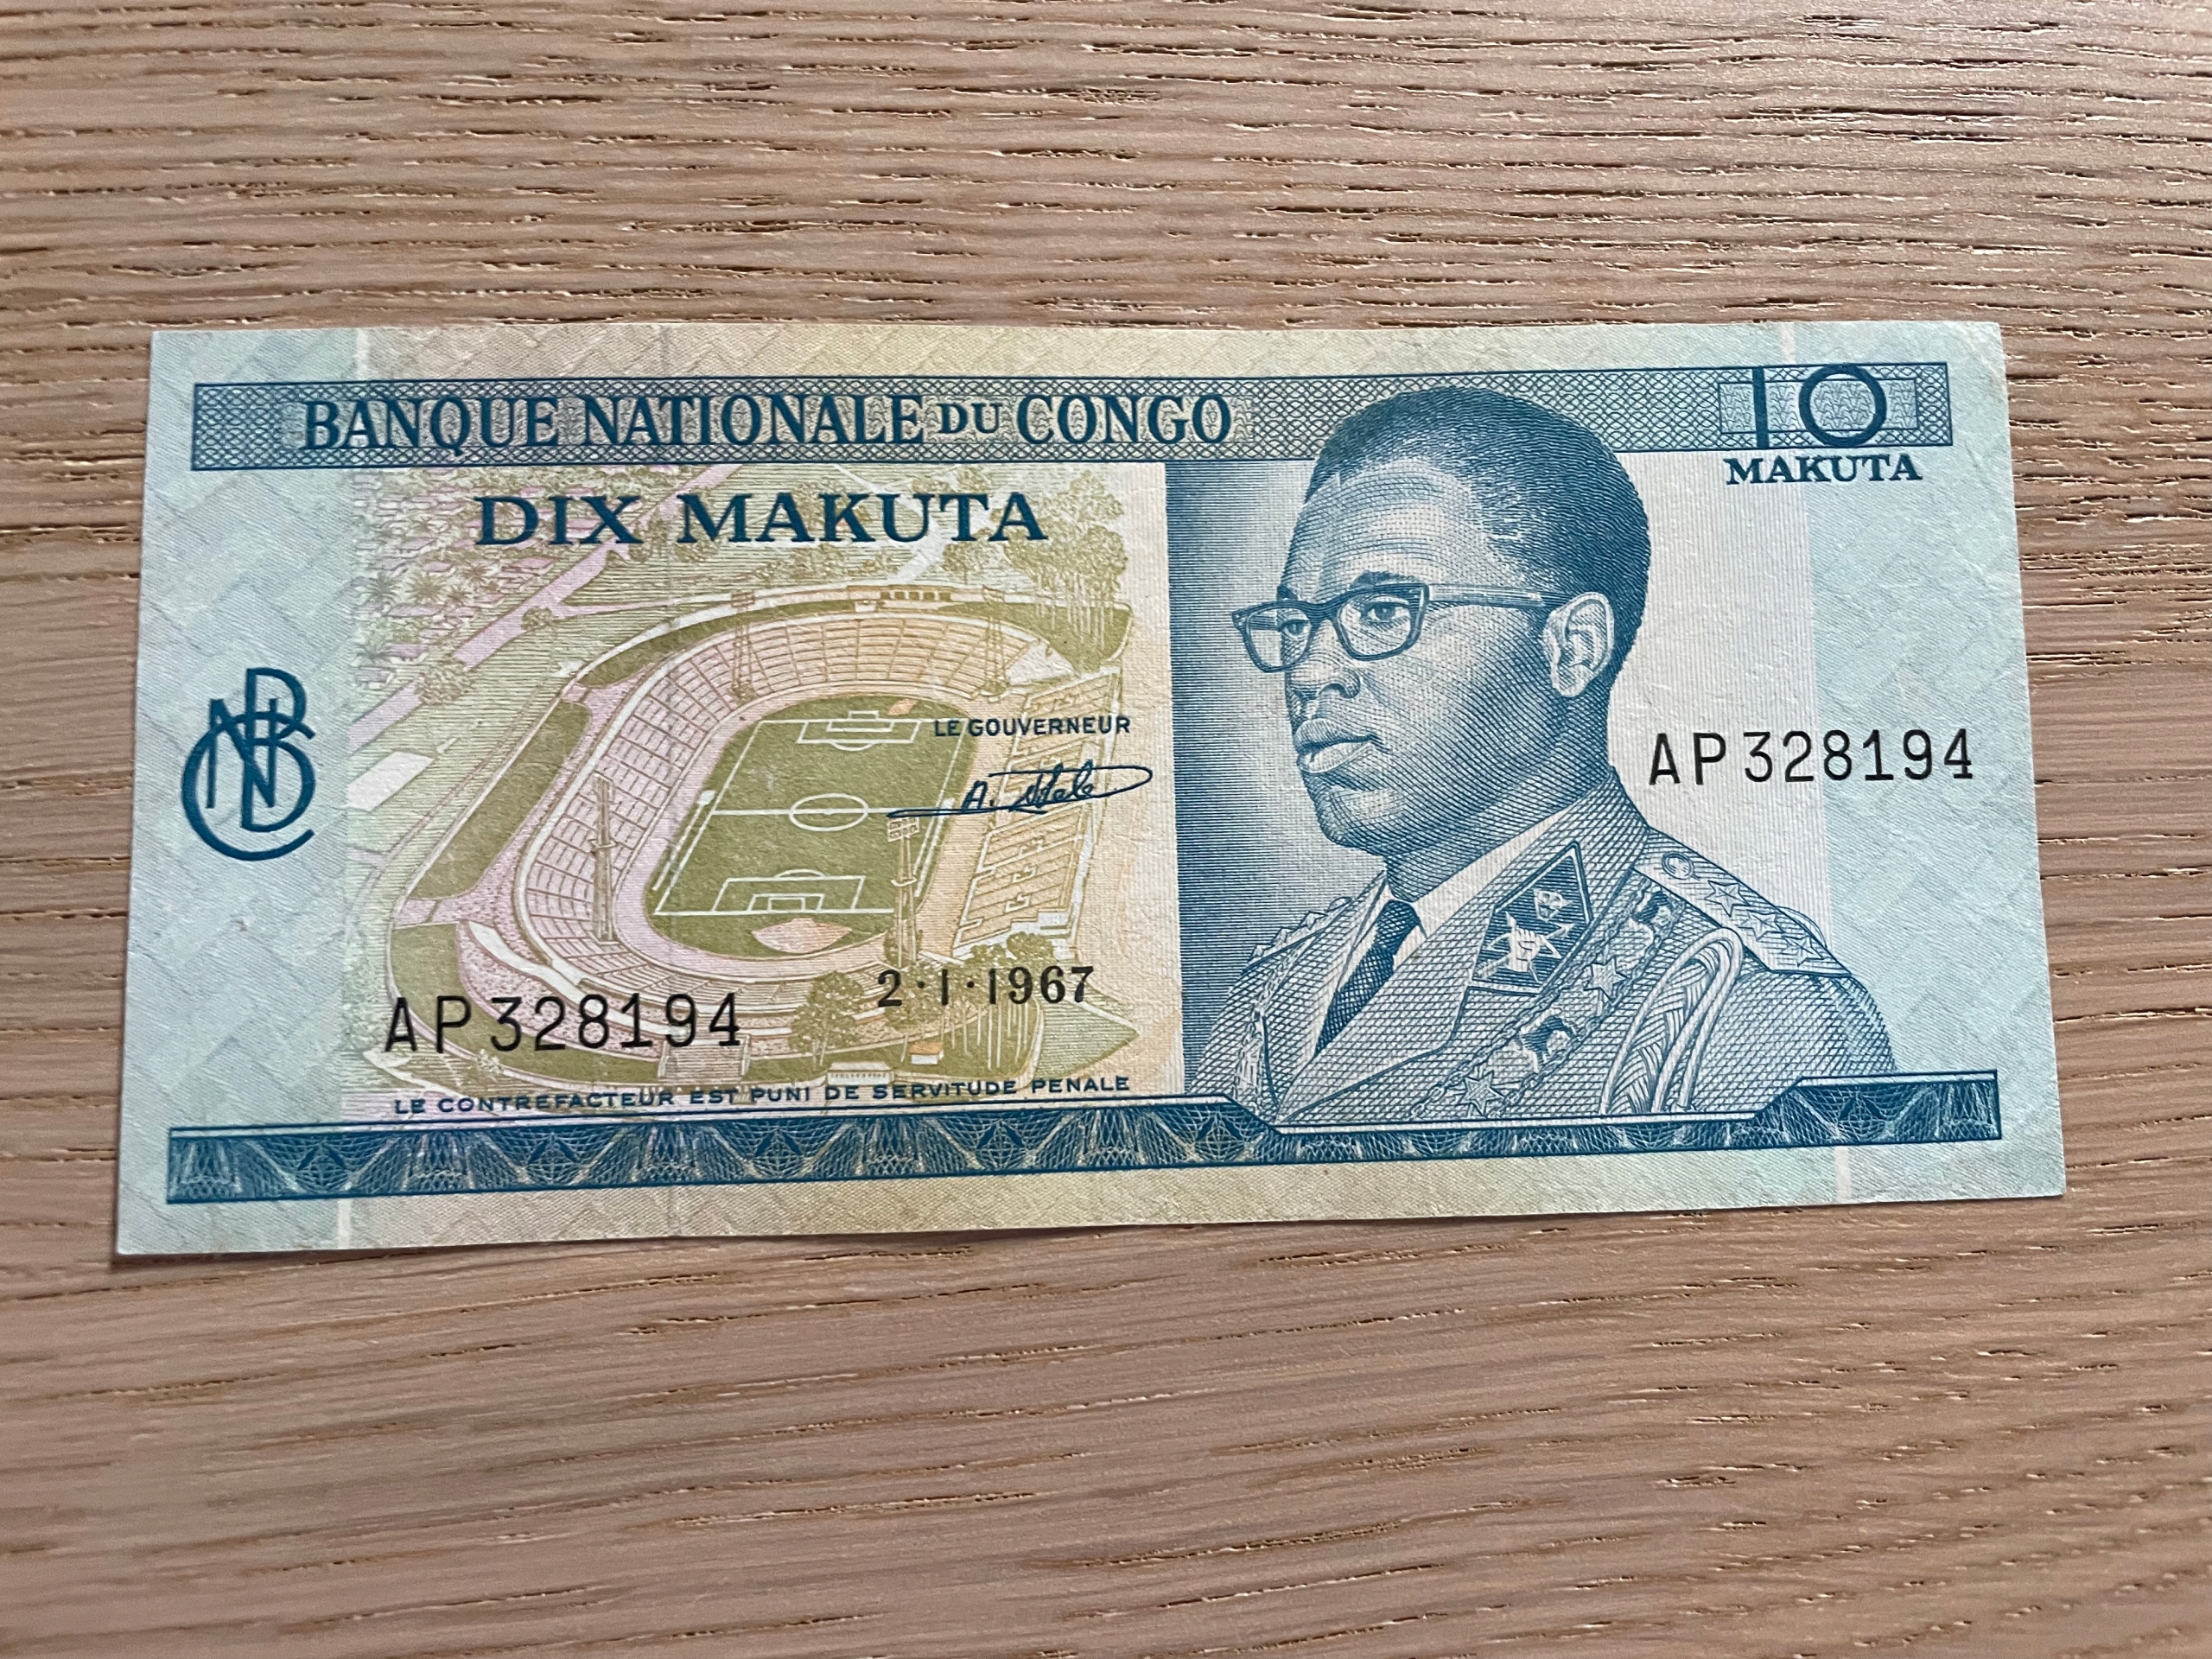 BANQUE NATIONALE DU CONGO
10
MAKUTA
DIX MAKUTA
BNC
LE GOUVERNEUR
AP328194
2·1·1967
AP328194
LE CONTREFACTEUR EST PUNI DE SERVITUDE PENALE